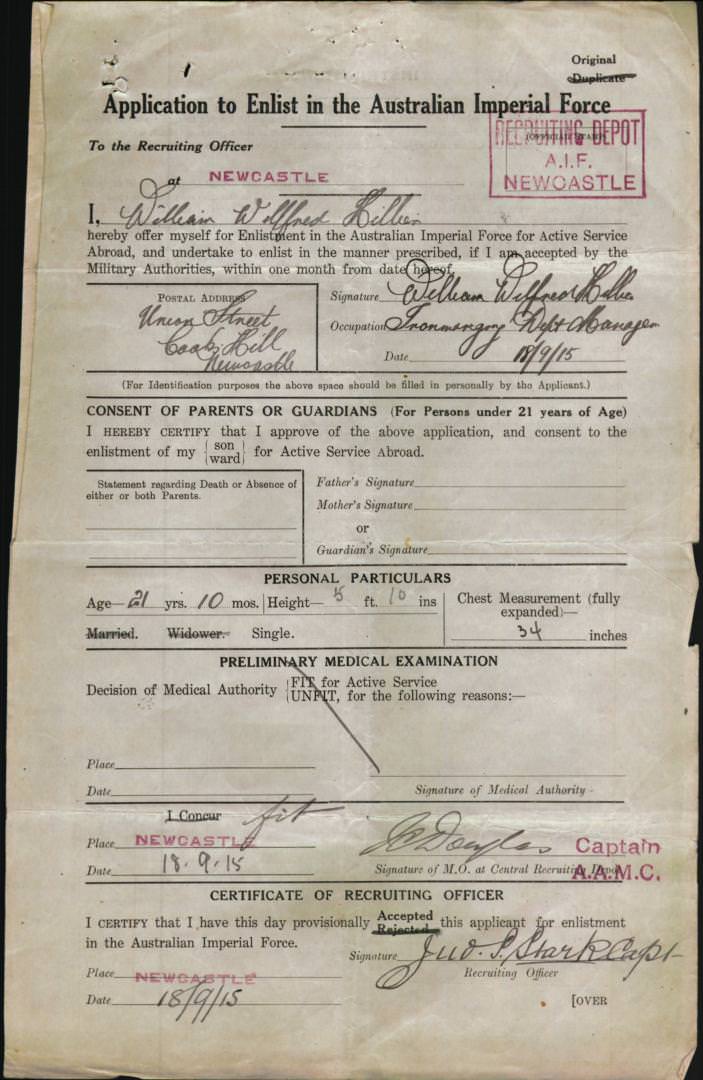 Original
Duplicate
Application to Enlist in the Australian Imperial Force
To the Recruiting Officer
RECRUITING DEPOT
A.I.F.
NEWCASTLE
at NEWCASTLE
I, William Wilffred Hillier
hereby offer myself for Enlistment in the Australian Imperial Force for Active Service
Abroad, and undertake to enlist in the manner prescribed, if I am accepted by the
Military Authorities, within one month from date hereof.
POSTAL ADDRESS
Union Street
Cooks Hill
Newcastle
Signature William Wilfred Hillier
Occupation Ironmongery Dept Manager
Date 18/9/15
(For Identification purposes the above space should be filled in personally by the Applicant.)
CONSENT OF PARENTS OR GUARDIANS (For Persons under 21 years of Age)
I HEREBY CERTIFY that I approve of the above application, and consent to the
enlistment of my {son} {ward} for Active Service Abroad.
Statement regarding Death or Absence of
either or both Parents.
Father's Signature
Mother's Signature
or
Guardian's Signature
PERSONAL PARTICULARS
Age—21 yrs. 10 mos. Height—5 ft. 10 ins
Chest Measurement (fully
expanded)—
34 inches
Married. Widower. Single.
PRELIMINARY MEDICAL EXAMINATION
Decision of Medical Authority {FIT for Active Service
{UNFIT, for the following reasons:—
Place
Date
Signature of Medical Authority
I Concur fit
Place NEWCASTLE
Date 18.9.15
Douglas Captain
A.A.M.C.
Signature of M.O. at Central Recruiting Depot
CERTIFICATE OF RECRUITING OFFICER
I CERTIFY that I have this day provisionally Accepted Rejected this applicant for enlistment
in the Australian Imperial Force.
Signature Jno. S. Stark Capt
Recruiting Officer
Place NEWCASTLE
Date 18/9/15
[OVER